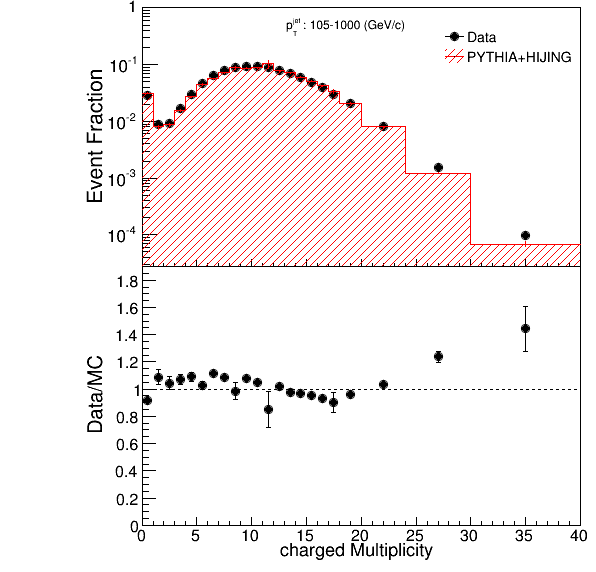 1
p_T^jet : 105-1000 (GeV/c)
Data
PYTHIA+HIJING
10^-1
10^-2
10^-3
10^-4
Event Fraction
1.8
1.6
1.4
1.2
1
0.8
0.6
0.4
0.2
0
Data/MC
0 5 10 15 20 25 30 35 40
charged Multiplicity